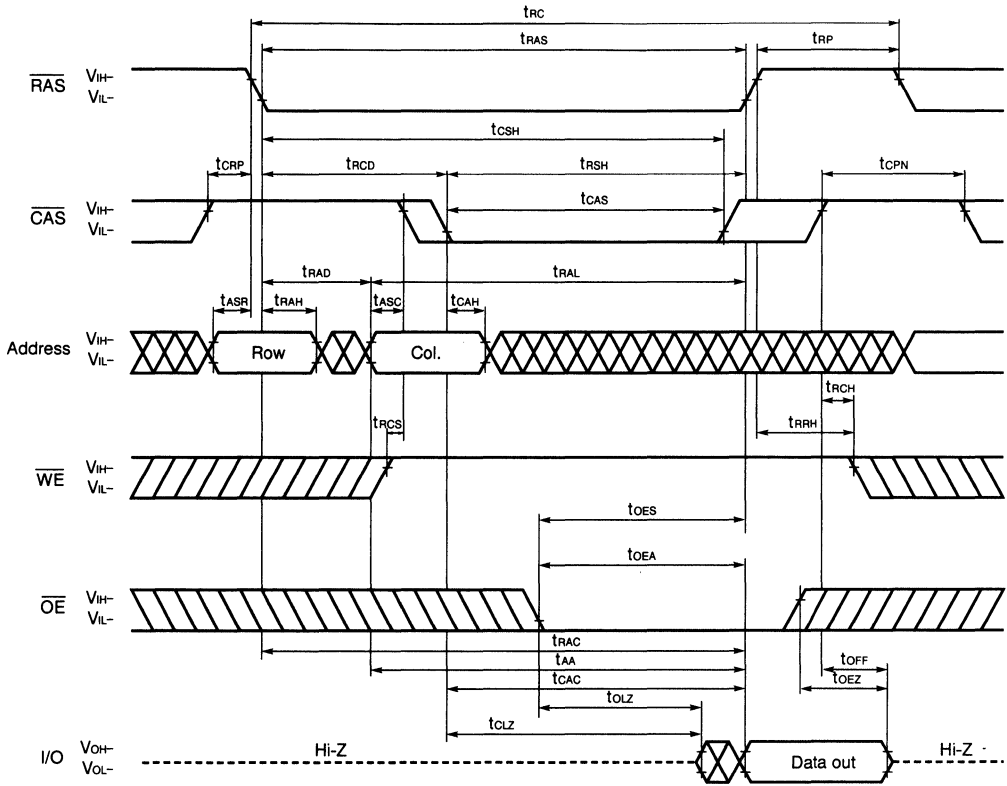 tRC
tRAS
tRP
RAS
VIH–
VIL–
tCSH
tCRP
tRCD
tRSH
tCPN
tCAS
CAS
VIH–
VIL–
tRAD
tRAL
tASR
tRAH
tASC
tCAH
Address
VIH–
VIL–
Row
Col.
tRCH
tRCS
tRRH
WE
VIH–
VIL–
tOES
tOEA
OE
VIH–
VIL–
tRAC
tAA
tOFF
tCAC
tOEZ
tOLZ
tCLZ
I/O
VOH–
VOL–
Hi-Z
Data out
Hi-Z